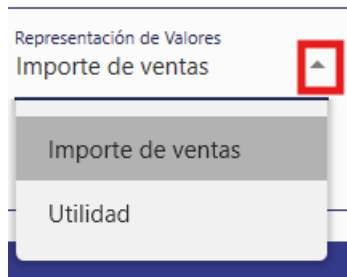 Representación de Valores
Importe de ventas
Importe de ventas
Utilidad